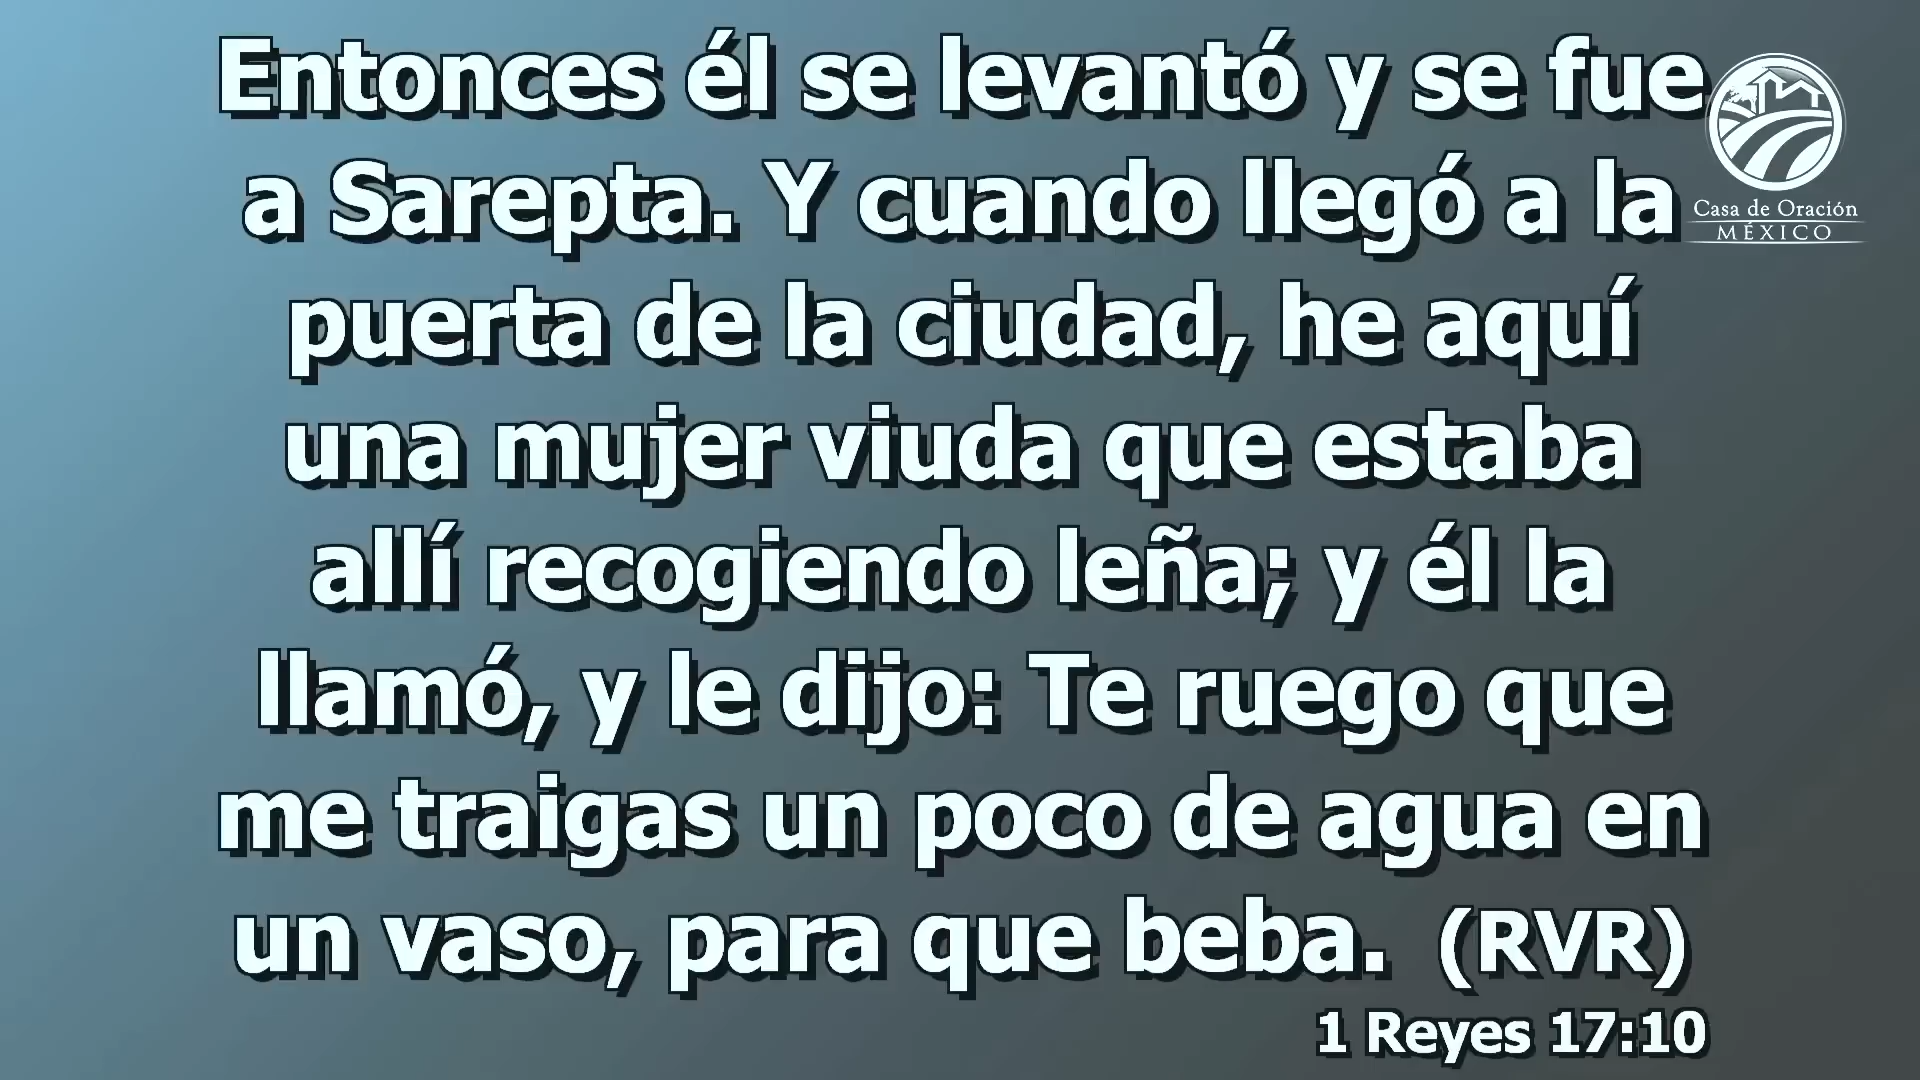 Entonces él se levantó y se fue
a Sarepta. Y cuando llegó a la
puerta de la ciudad, he aquí
una mujer viuda que estaba
allí recogiendo leña; y él la
llamó, y le dijo: Te ruego que
me traigas un poco de agua en
un vaso, para que beba. (RVR)
1 Reyes 17:10
Casa de Oración
MÉXICO